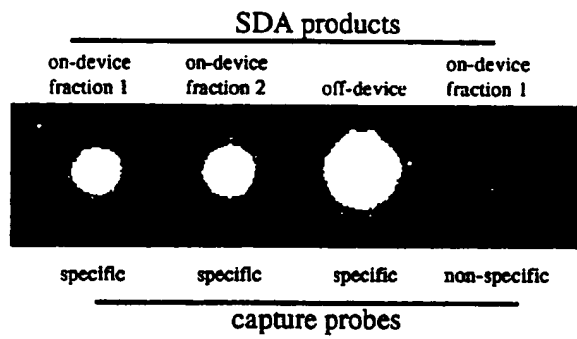 SDA products
on-device on-device off-device on-device
fraction 1 fraction 2 fraction 1
specific specific specific non-specific
capture probes